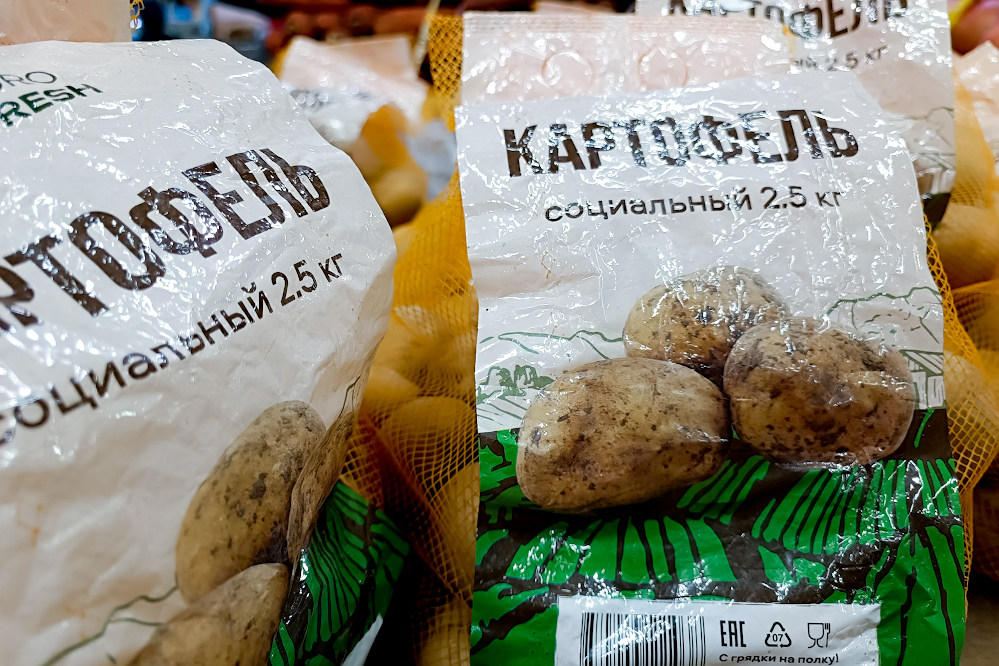 RESH
КАРТОФЕЛЬ
социальный 2.5 кг
КАРТОФЕЛЬ
социальный 2.5 кг
EAC
07
С грядки на полку!
КАРТОФЕЛЬ
2.5 кг